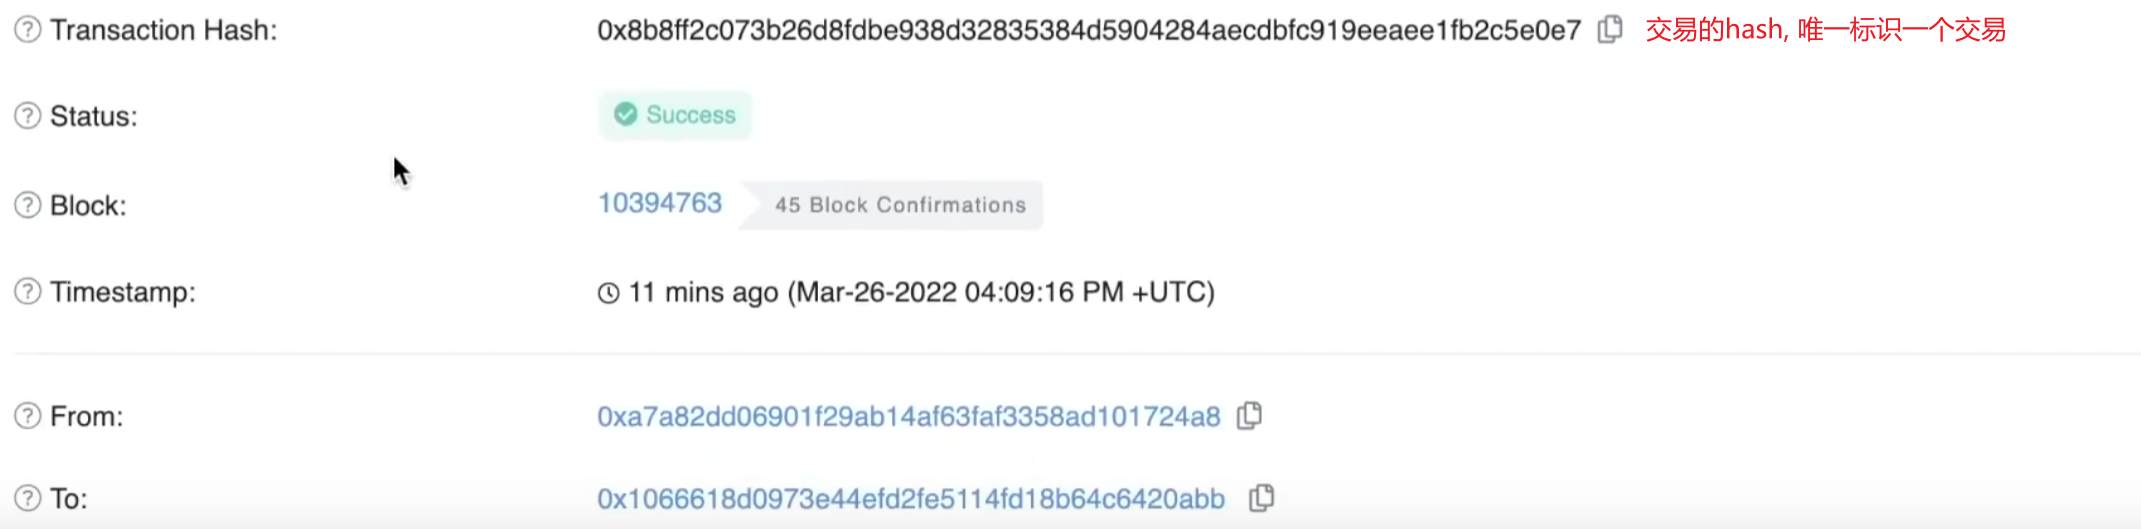 Transaction Hash: 0x8b8ff2c073b26d8fdbe938d32835384d5904284aecdbfc919eeaee1fb2c5e0e7 交易的hash, 唯一标识一个交易
Status: Success
Block: 10394763 45 Block Confirmations
Timestamp: 11 mins ago (Mar-26-2022 04:09:16 PM +UTC)
From: 0xa7a82dd06901f29ab14af63faf3358ad101724a8
To: 0x1066618d0973e44efd2fe5114fd18b64c6420abb